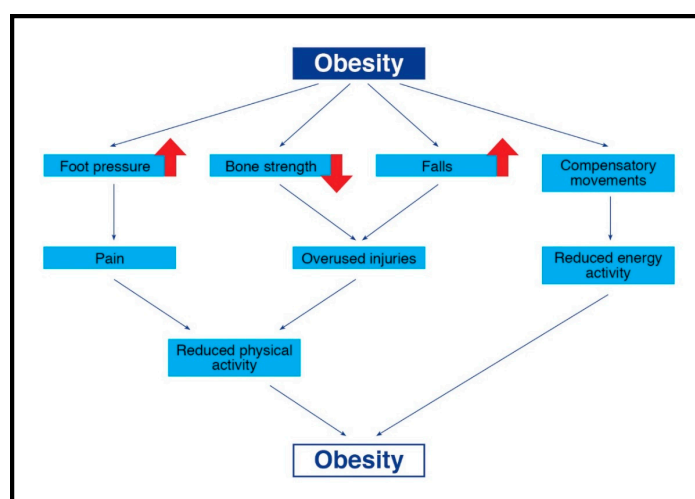 Obesity
Foot pressure
Bone strength
Falls
Compensatory
movements
Pain
Overused injuries
Reduced energy
activity
Reduced physical
activity
Obesity